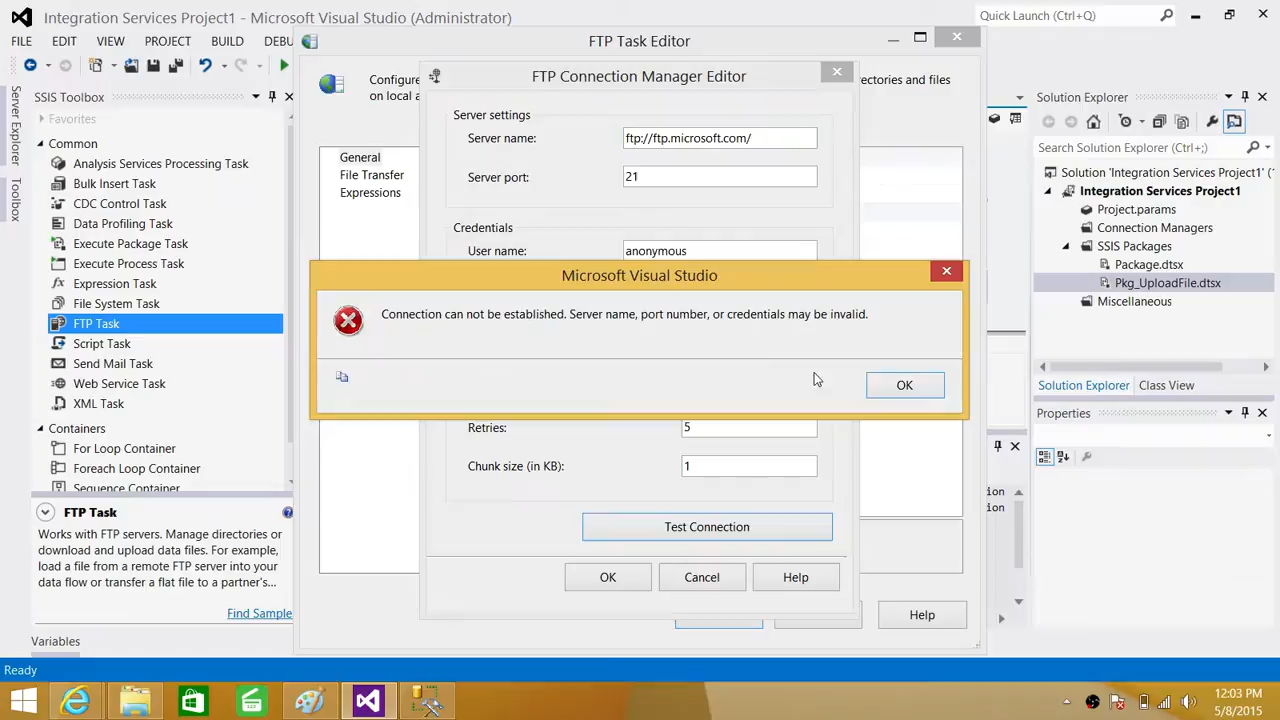 Integration Services Project1 - Microsoft Visual Studio (Administrator)
Quick Launch (Ctrl+Q)
FILE EDIT VIEW PROJECT BUILD DEBU
FTP Task Editor
Configure
on local a
rectories and files
General
File Transfer
Expressions
Help
FTP Connection Manager Editor
Server settings
Server name: ftp://ftp.microsoft.com/
Server port: 21
Credentials
User name: anonymous
Microsoft Visual Studio
Connection can not be established. Server name, port number, or credentials may be invalid.
OK
Retries: 5
Chunk size (in KB): 1
Test Connection
OK Cancel Help
Server Explorer
Toolbox
SSIS Toolbox
Favorites
Common
Analysis Services Processing Task
Bulk Insert Task
CDC Control Task
Data Profiling Task
Execute Package Task
Execute Process Task
Expression Task
File System Task
FTP Task
Script Task
Send Mail Task
Web Service Task
XML Task
Containers
For Loop Container
Foreach Loop Container
Sequence Container
FTP Task
Works with FTP servers. Manage directories or
download and upload data files. For example,
load a file from a remote FTP server into your
data flow or transfer a flat file to a partner's...
Find Sample
Variables
ion
ion
Solution Explorer
Search Solution Explorer (Ctrl+;)
Solution 'Integration Services Project1' (
Integration Services Project1
Project.params
Connection Managers
SSIS Packages
Package.dtsx
Pkg_UploadFile.dtsx
Miscellaneous
Solution Explorer Class View
Properties
Ready
12:03 PM
5/8/2015